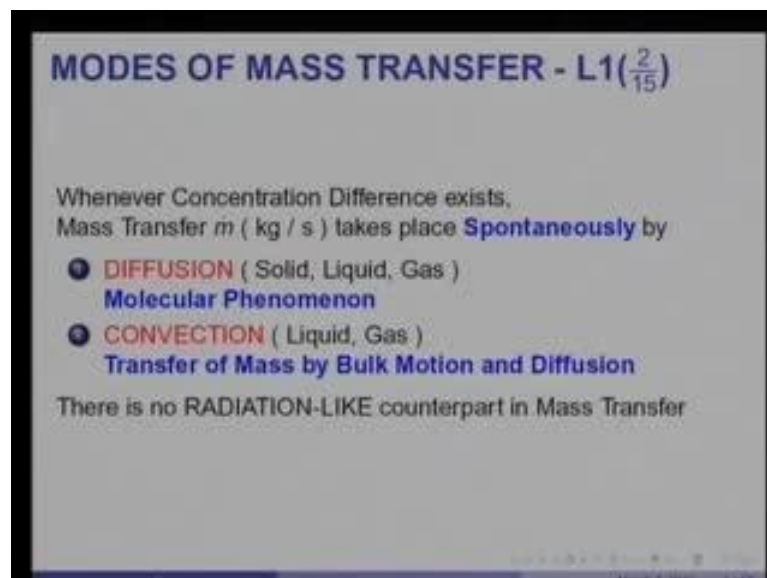 MODES OF MASS TRANSFER - L1(2/15)
Whenever Concentration Difference exists,
Mass Transfer ṁ ( kg / s ) takes place Spontaneously by
1 DIFFUSION ( Solid, Liquid, Gas )
Molecular Phenomenon
2 CONVECTION ( Liquid, Gas )
Transfer of Mass by Bulk Motion and Diffusion
There is no RADIATION-LIKE counterpart in Mass Transfer